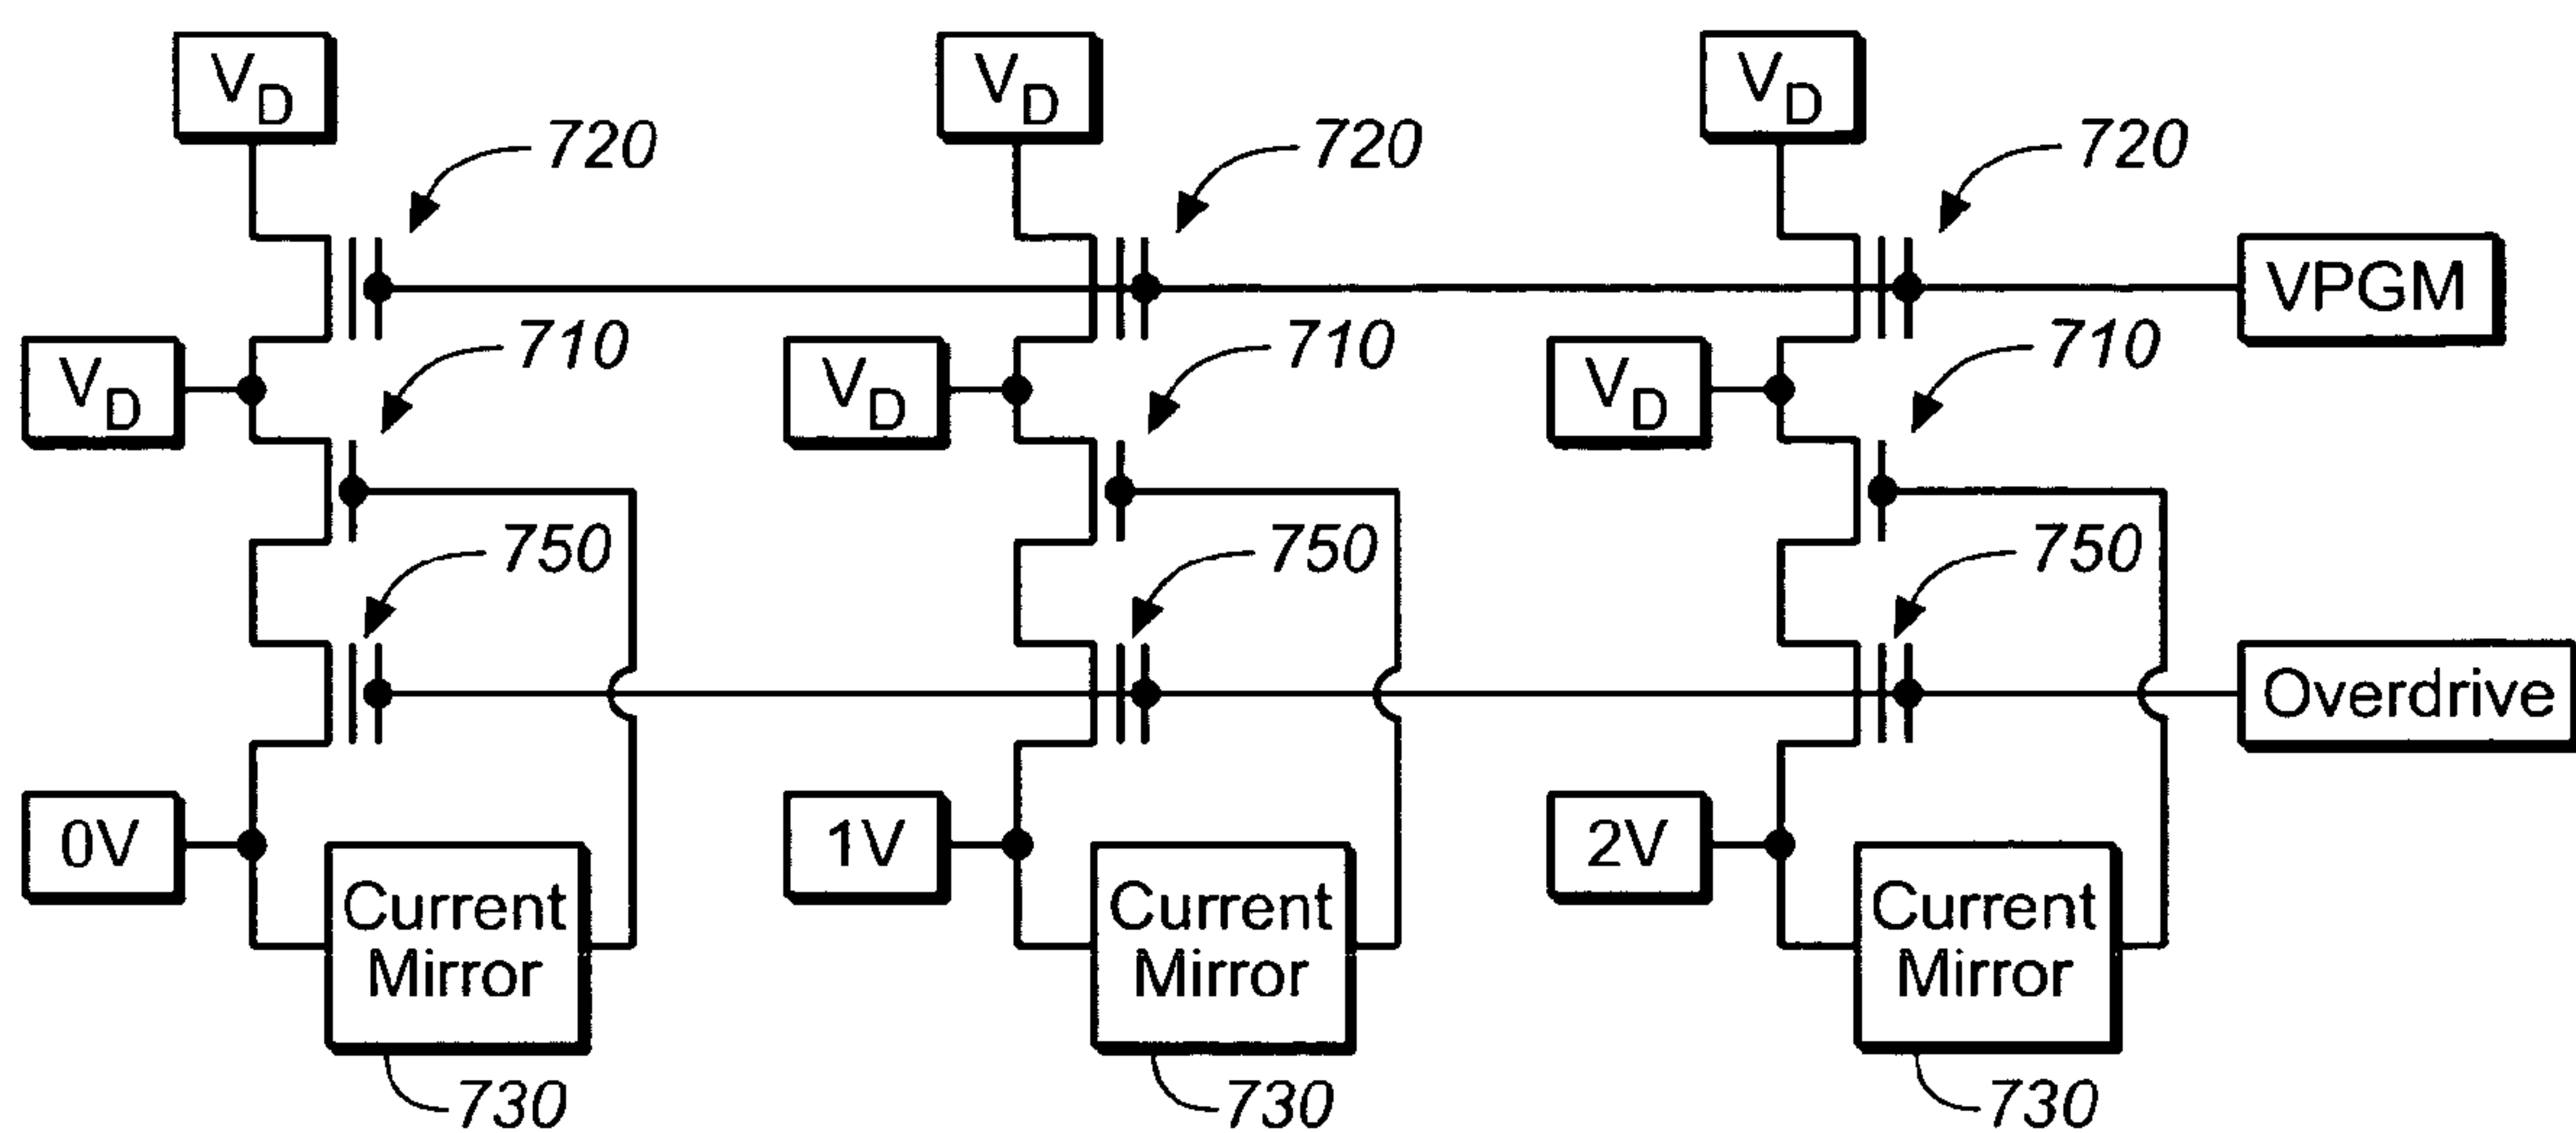 V_D V_D V_D
720 720 720
VPGM
710 710 710
V_D V_D V_D
750 750 750
Overdrive
0V 1V 2V
Current Current Current
Mirror Mirror Mirror
730 730 730